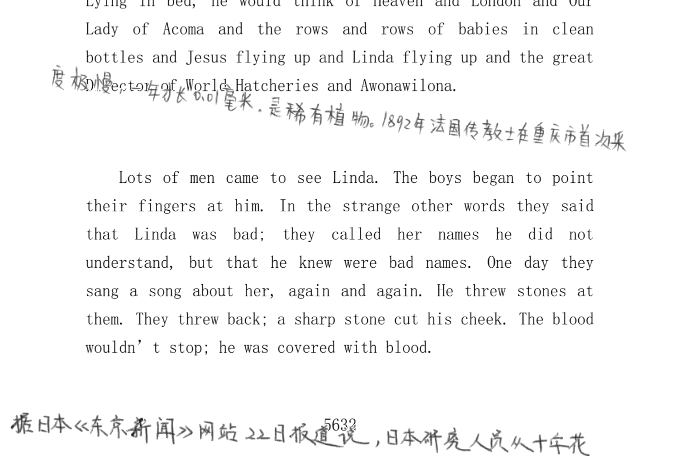 Lying in bed, he would think of Heaven and London and Our
Lady of Acoma and the rows and rows of babies in clean
bottles and Jesus flying up and Linda flying up and the great
Director of World Hatcheries and Awonawilona.
度极慢,一年才长0.01毫米.是稀有植物。1892年法国传教士在重庆市首次采
Lots of men came to see Linda. The boys began to point
their fingers at him. In the strange other words they said
that Linda was bad; they called her names he did not
understand, but that he knew were bad names. One day they
sang a song about her, again and again. He threw stones at
them. They threw back; a sharp stone cut his cheek. The blood
wouldn’t stop; he was covered with blood.
5632
据日本《东京新闻》网站22日报道说,日本研究人员从十年花